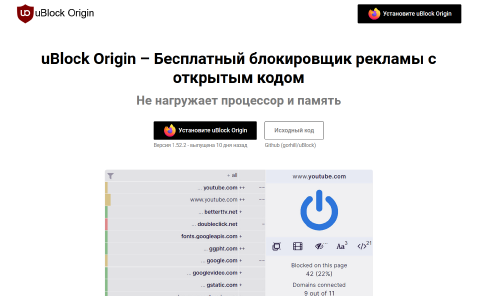 uBlock Origin
Установите uBlock Origin
uBlock Origin – Бесплатный блокировщик рекламы с
открытым кодом
Не нагружает процессор и память
Установите uBlock Origin
Исходный код
Версия 1.52.2 - выпущена 10 дня назад
Github (gorhill/uBlock)
+ all
www.youtube.com
... youtube.com ++
www.youtube.com ++
... betterttv.net +
... doubleclick.net
fonts.googleapis.com +
... ggpht.com ++
... google.com +
... googlevideo.com +
... gstatic.com +
3
21
Aa
Blocked on this page
42 (22%)
Domains connected
9 out of 11